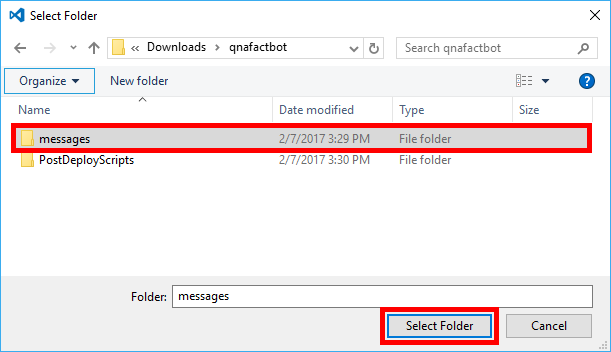 Select Folder
« Downloads › qnafactbot
Search qnafactbot
Organize New folder
?
Name Date modified Type Size
messages 2/7/2017 3:29 PM File folder
PostDeployScripts 2/7/2017 3:30 PM File folder
Folder: messages
Select Folder Cancel